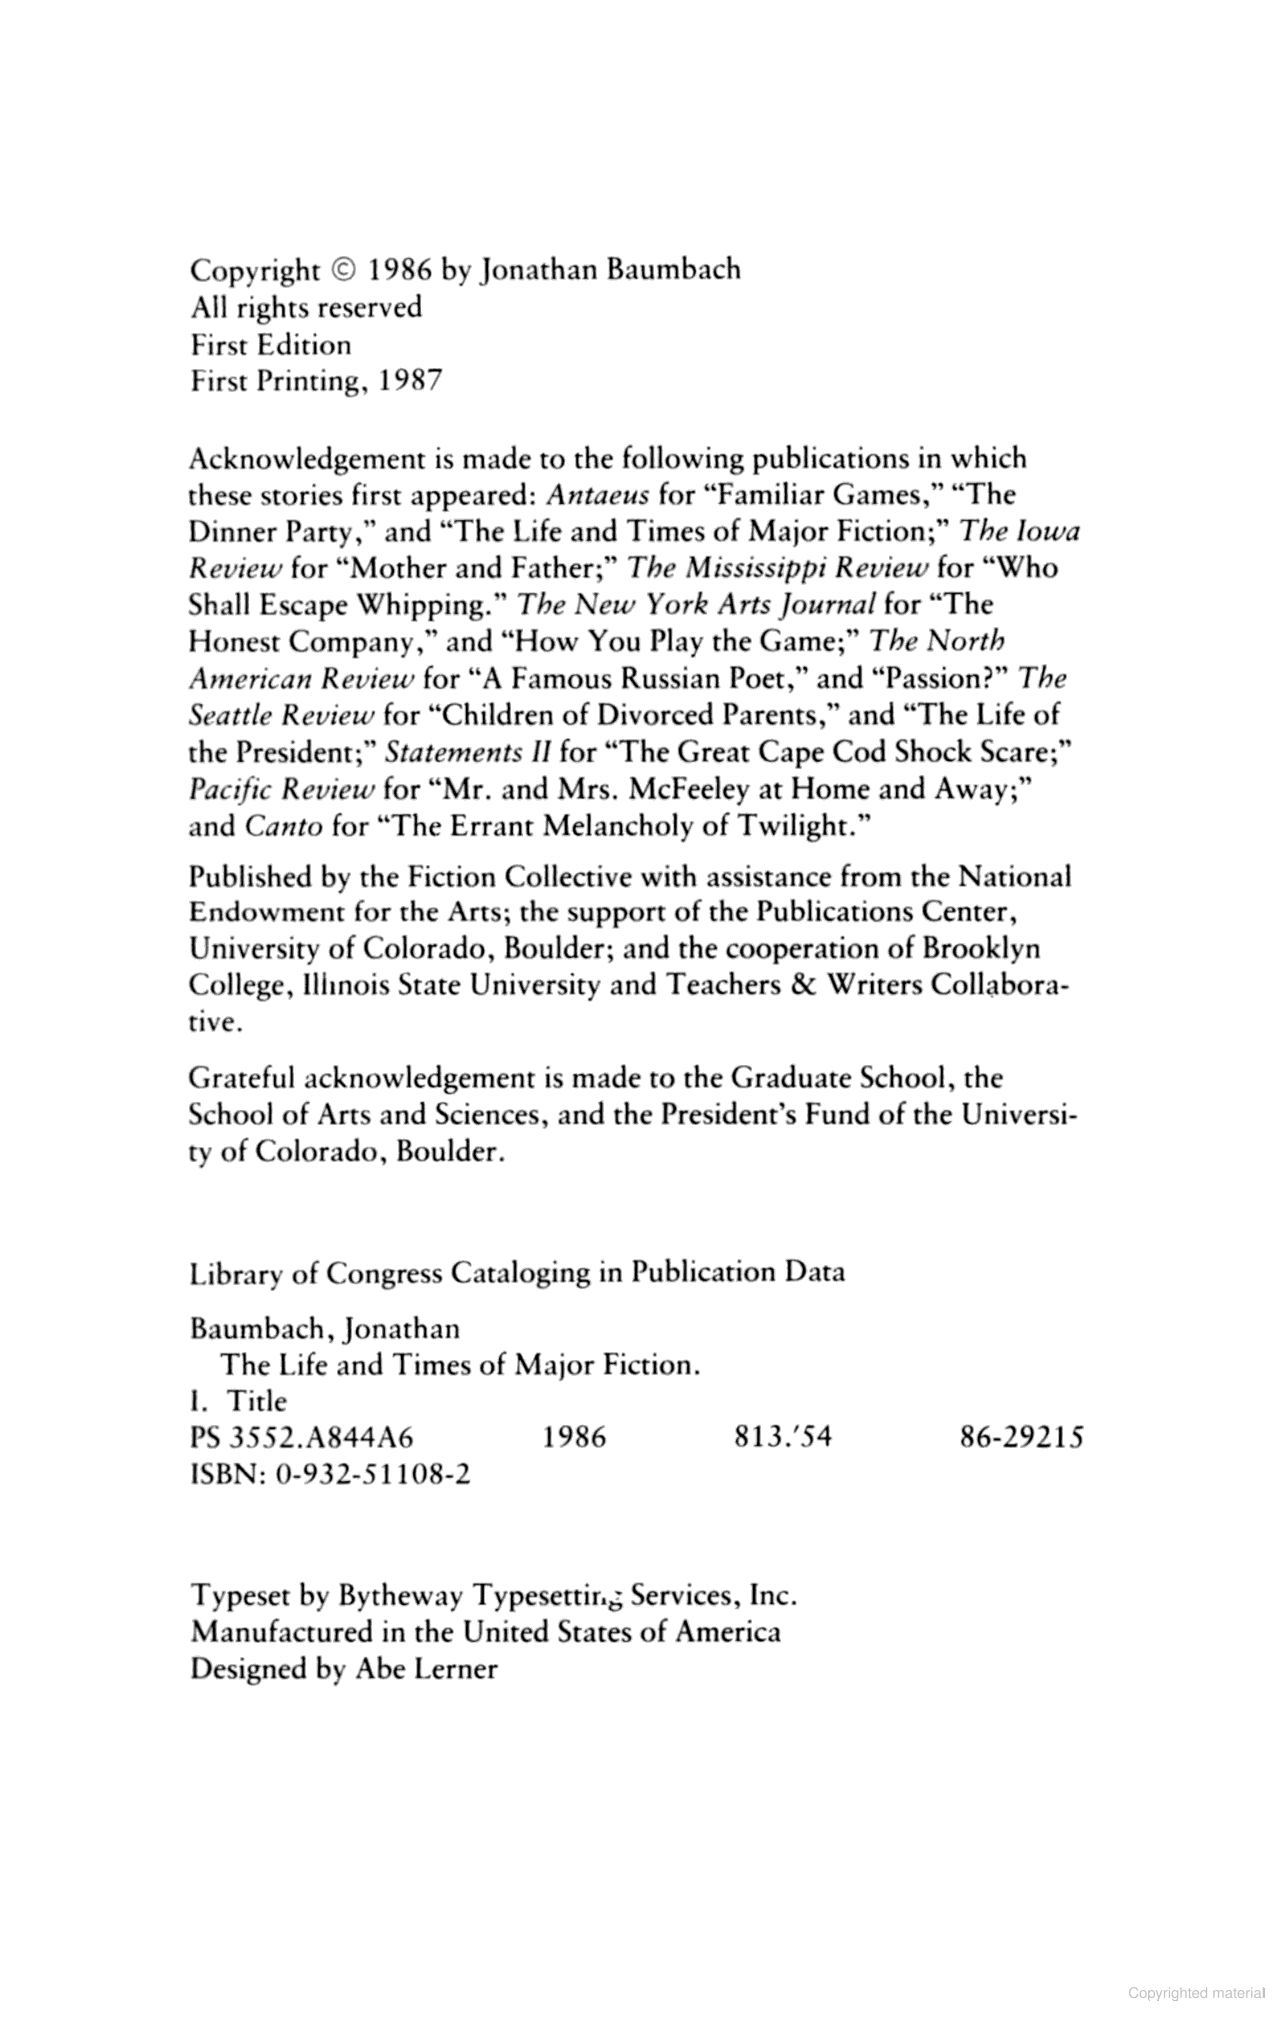 Copyright © 1986 by Jonathan Baumbach
All rights reserved
First Edition
First Printing, 1987
Acknowledgement is made to the following publications in which
these stories first appeared: Antaeus for “Familiar Games,” “The
Dinner Party,” and “The Life and Times of Major Fiction;” The Iowa
Review for “Mother and Father;” The Mississippi Review for “Who
Shall Escape Whipping.” The New York Arts Journal for “The
Honest Company,” and “How You Play the Game;” The North
American Review for “A Famous Russian Poet,” and “Passion?” The
Seattle Review for “Children of Divorced Parents,” and “The Life of
the President;” Statements II for “The Great Cape Cod Shock Scare;”
Pacific Review for “Mr. and Mrs. McFeeley at Home and Away;”
and Canto for “The Errant Melancholy of Twilight.”
Published by the Fiction Collective with assistance from the National
Endowment for the Arts; the support of the Publications Center,
University of Colorado, Boulder; and the cooperation of Brooklyn
College, Illinois State University and Teachers & Writers Collabora-
tive.
Grateful acknowledgement is made to the Graduate School, the
School of Arts and Sciences, and the President’s Fund of the Universi-
ty of Colorado, Boulder.
Library of Congress Cataloging in Publication Data
Baumbach, Jonathan
The Life and Times of Major Fiction.
I. Title
PS 3552.A844A6 1986 813.′54 86-29215
ISBN: 0-932-51108-2
Typeset by Bytheway Typesetting Services, Inc.
Manufactured in the United States of America
Designed by Abe Lerner
Copyrighted material